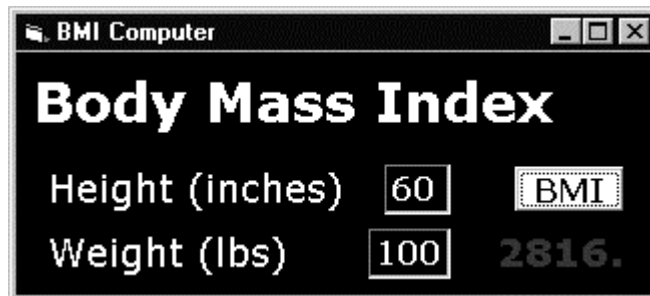 BMI Computer
Body Mass Index
Height (inches) 60 BMI
Weight (lbs) 100 2816.